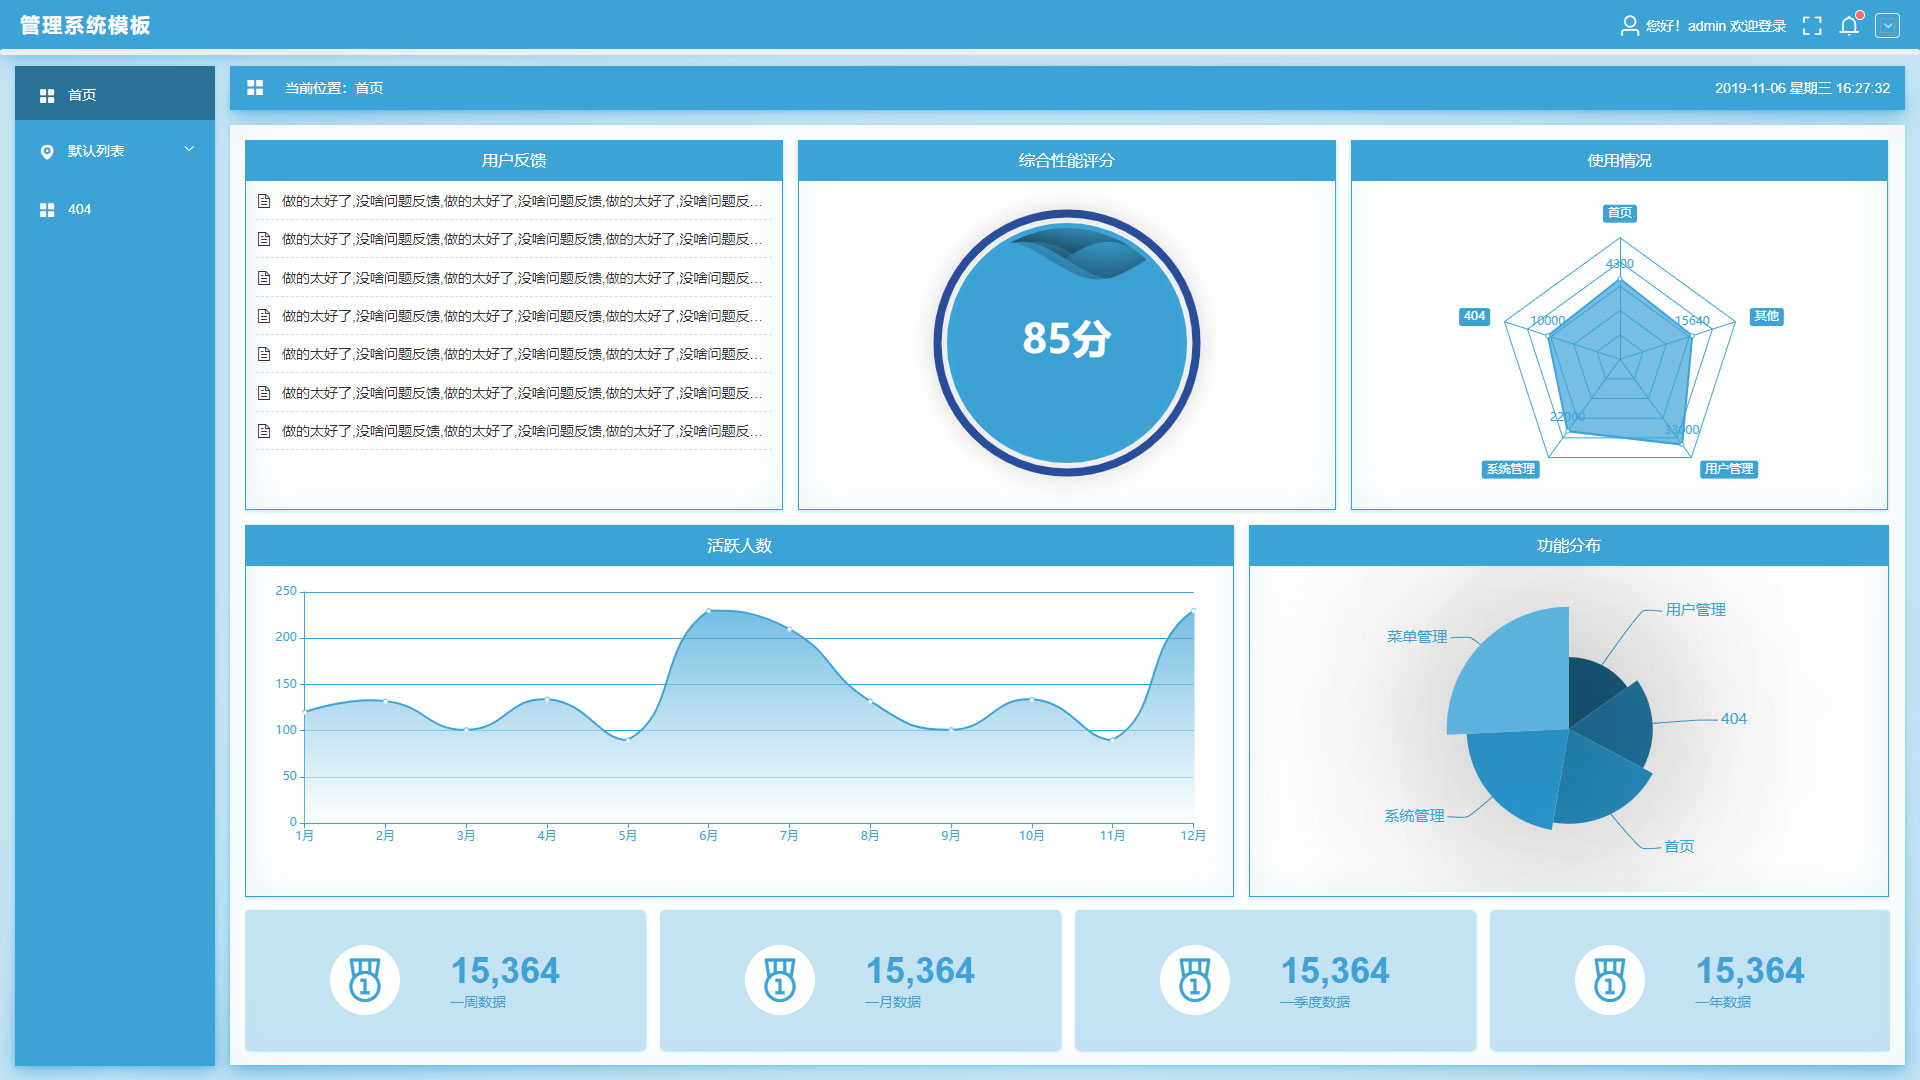 管理系统模板
您好！admin 欢迎登录
首页
默认列表
404
当前位置：首页
2019-11-06 星期三 16:27:32
用户反馈
做的太好了,没啥问题反馈,做的太好了,没啥问题反馈,做的太好了,没啥问题反...
做的太好了,没啥问题反馈,做的太好了,没啥问题反馈,做的太好了,没啥问题反...
做的太好了,没啥问题反馈,做的太好了,没啥问题反馈,做的太好了,没啥问题反...
做的太好了,没啥问题反馈,做的太好了,没啥问题反馈,做的太好了,没啥问题反...
做的太好了,没啥问题反馈,做的太好了,没啥问题反馈,做的太好了,没啥问题反...
做的太好了,没啥问题反馈,做的太好了,没啥问题反馈,做的太好了,没啥问题反...
做的太好了,没啥问题反馈,做的太好了,没啥问题反馈,做的太好了,没啥问题反...
综合性能评分
85分
使用情况
首页
4300
404
10000
15640
其他
22000
33000
系统管理
用户管理
活跃人数
250
200
150
100
50
0
1月 2月 3月 4月 5月 6月 7月 8月 9月 10月 11月 12月
功能分布
用户管理
菜单管理
404
系统管理
首页
1
15,364
一周数据
1
15,364
一月数据
1
15,364
一季度数据
1
15,364
一年数据